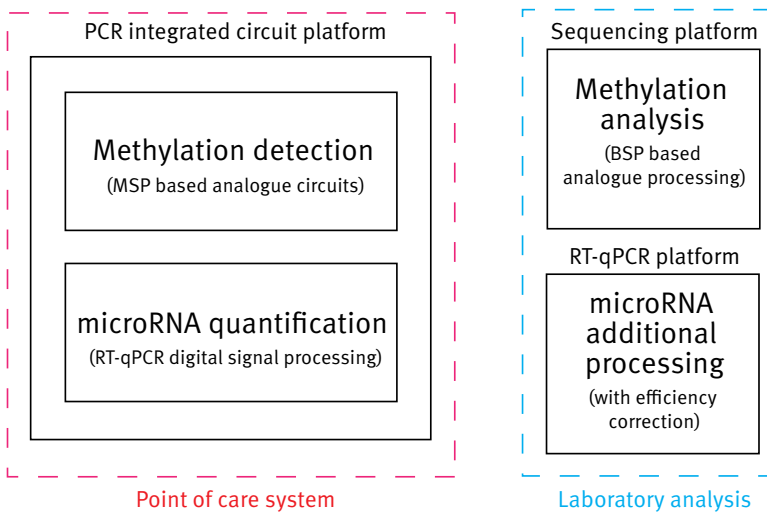 PCR integrated circuit platform
Methylation detection
(MSP based analogue circuits)
microRNA quantification
(RT-qPCR digital signal processing)
Point of care system
Sequencing platform
Methylation
analysis
(BSP based
analogue processing)
RT-qPCR platform
microRNA
additional
processing
(with efficiency
correction)
Laboratory analysis